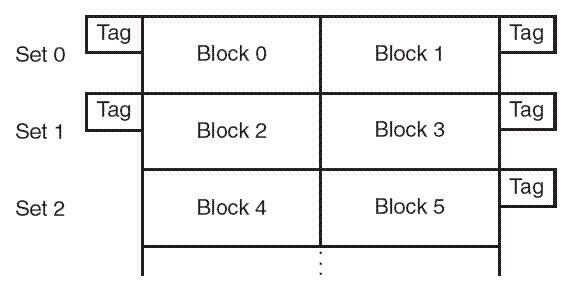 Tag Tag
Set 0 Block 0 Block 1
Tag Tag
Set 1 Block 2 Block 3
Tag
Set 2 Block 4 Block 5